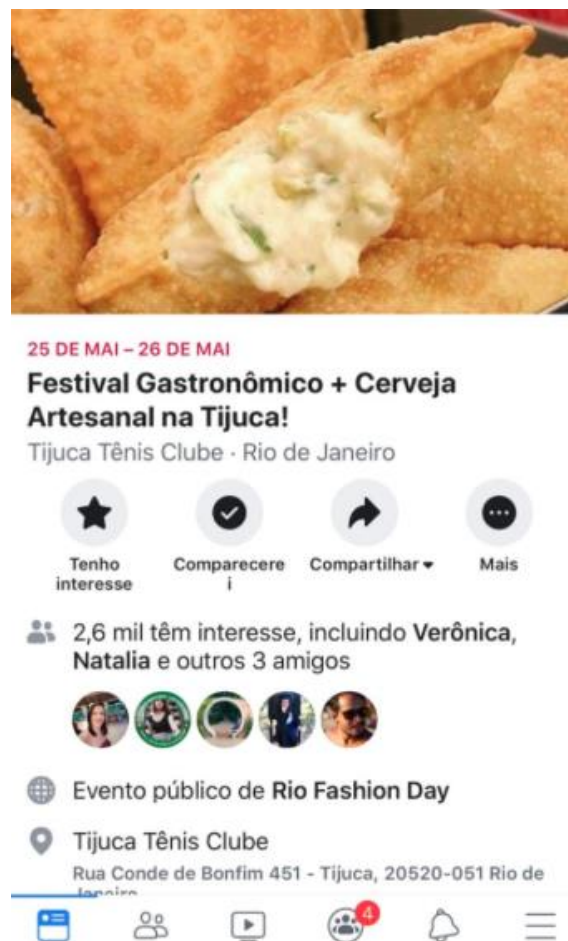 25 DE MAI – 26 DE MAI
Festival Gastronômico + Cerveja
Artesanal na Tijuca!
Tijuca Tênis Clube · Rio de Janeiro
Tenho
interesse
Comparecere
i
Compartilhar
Mais
2,6 mil têm interesse, incluindo Verônica,
Natalia e outros 3 amigos
Evento público de Rio Fashion Day
Tijuca Tênis Clube
Rua Conde de Bonfim 451 - Tijuca, 20520-051 Rio de
Janeiro
4